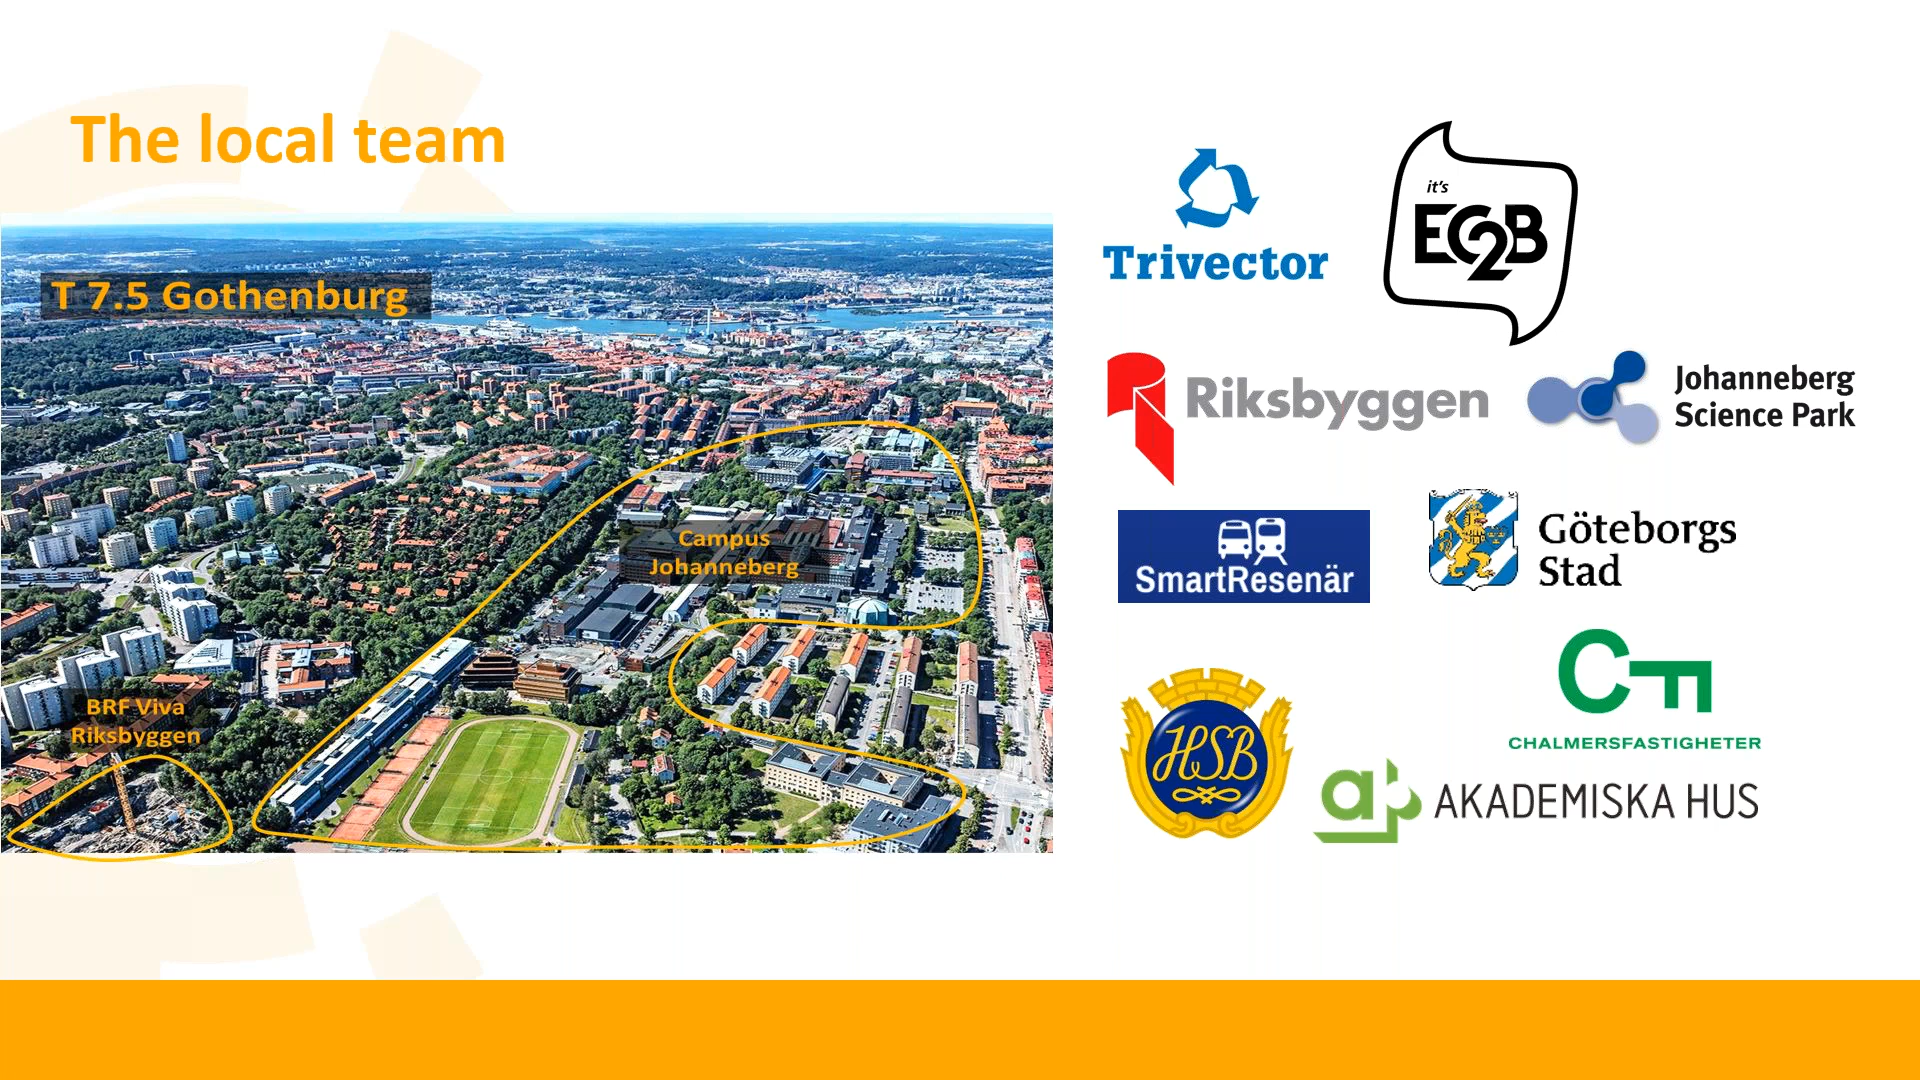 The local team
T 7.5 Gothenburg
Campus
Johanneberg
BRF Viva
Riksbyggen
Trivector
it's
EC2B
Riksbyggen
Johanneberg
Science Park
SmartResenär
Göteborgs
Stad
HSB
CF
CHALMERSFASTIGHETER
AKADEMISKA HUS